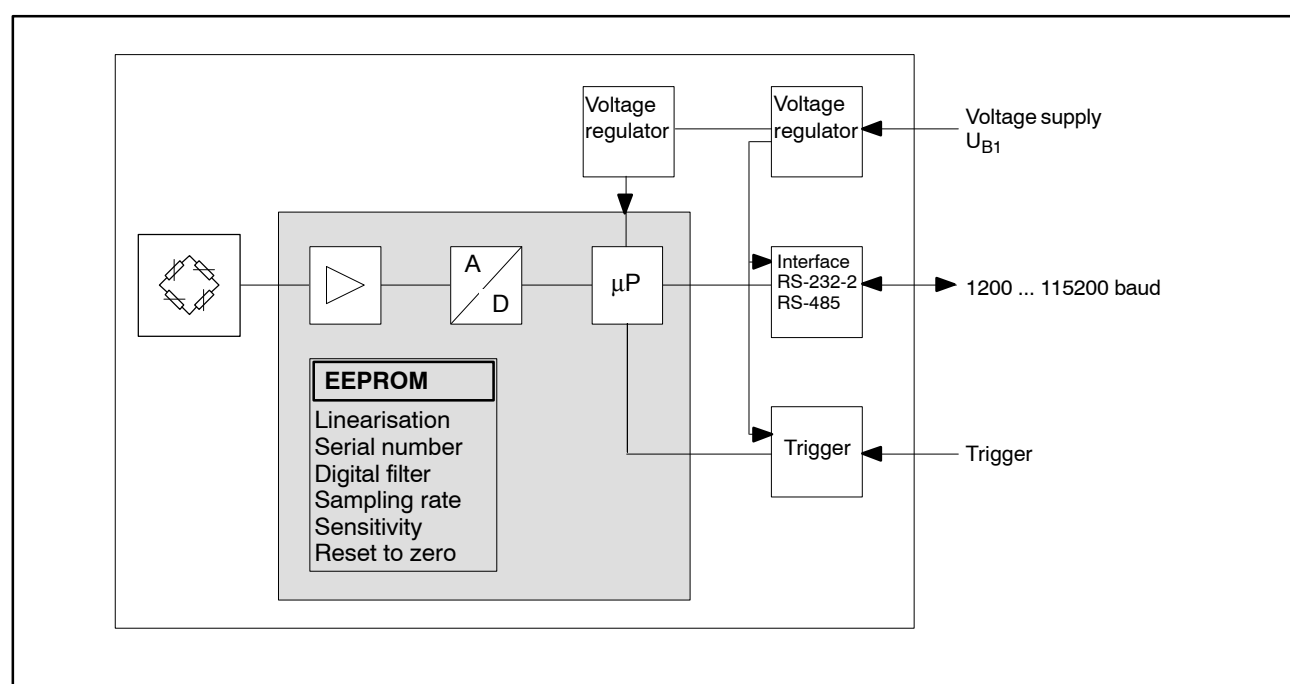 Voltage
regulator
Voltage
regulator
Voltage supply
UB1
A
D
µP
Interface
RS-232-2
RS-485
1200 ... 115200 baud
EEPROM
Linearisation
Serial number
Digital filter
Sampling rate
Sensitivity
Reset to zero
Trigger
Trigger